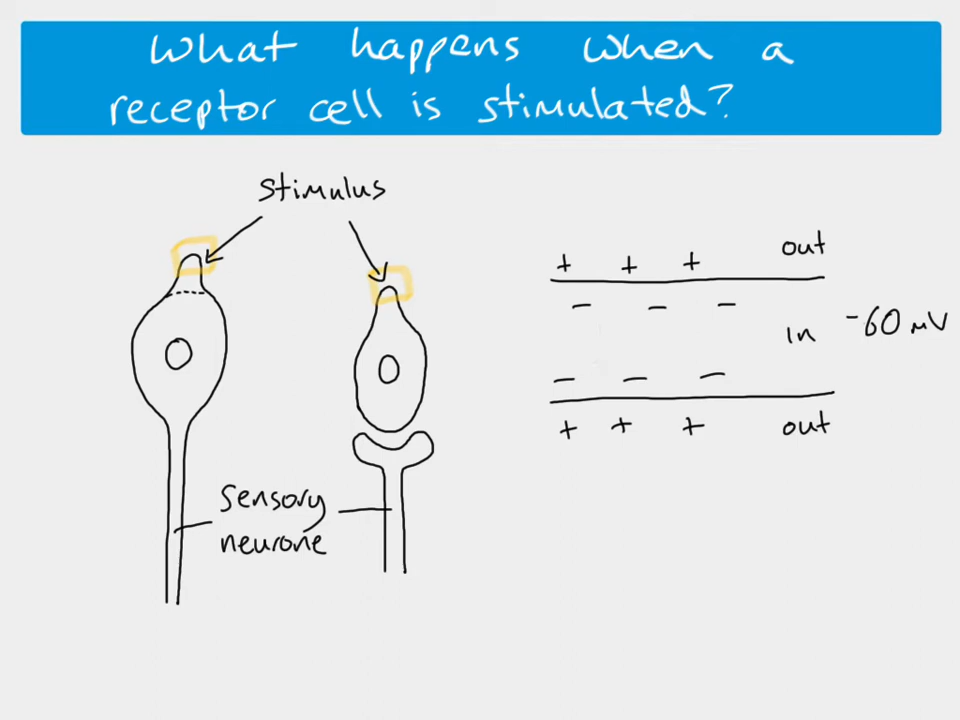 What happens when a
receptor cell is stimulated?
Stimulus
Sensory
neurone
+ + + out
− − −
in -60 mV
− − −
+ + + out